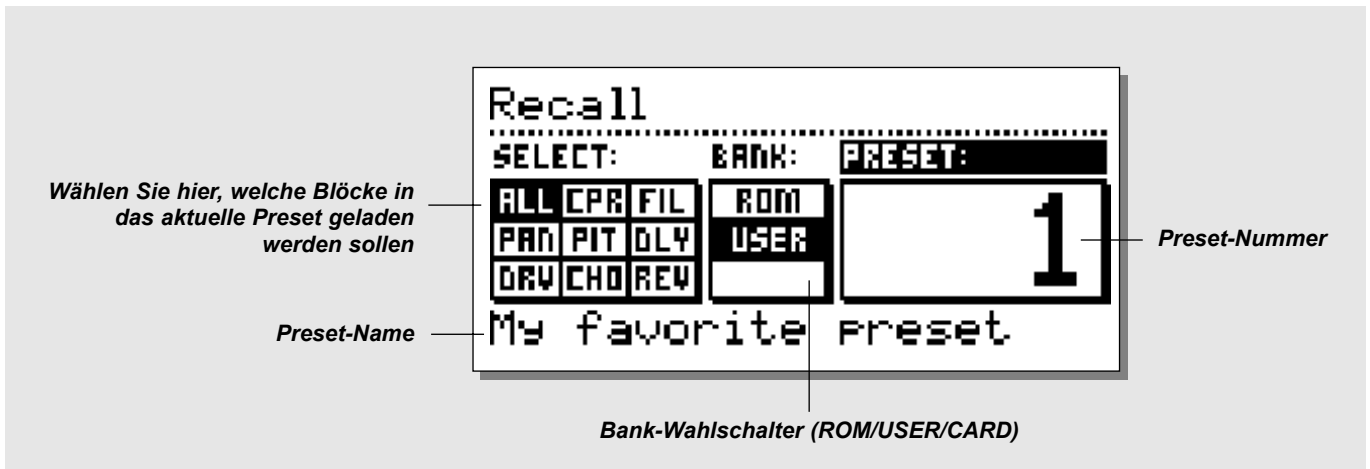 Recall
SELECT: BANK: PRESET:
Wählen Sie hier, welche Blöcke in
das aktuelle Preset geladen
werden sollen
ALL CPR FIL
PAN PIT DLY
DRV CHO REV
ROM
USER
1
Preset-Nummer
Preset-Name
My favorite preset
Bank-Wahlschalter (ROM/USER/CARD)